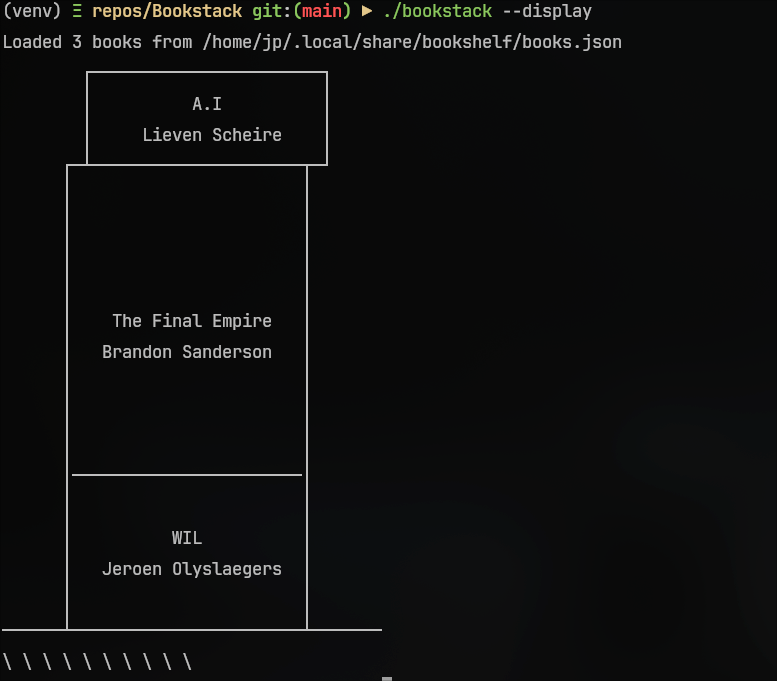 (venv) Ξ repos/Bookstack git:(main) ▶ ./bookstack --display
Loaded 3 books from /home/jp/.local/share/bookshelf/books.json
A.I
Lieven Scheire
The Final Empire
Brandon Sanderson
WIL
Jeroen Olyslaegers
\ \ \ \ \ \ \ \ \ \